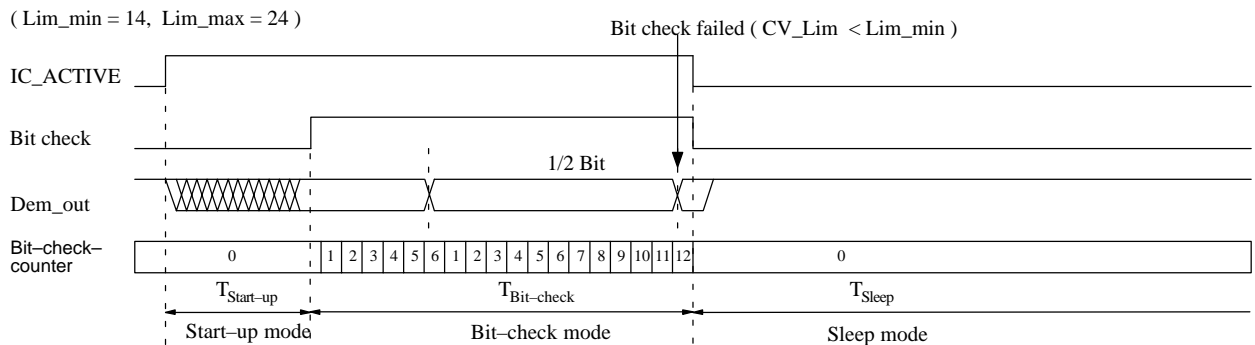 ( Lim_min = 14, Lim_max = 24 )
Bit check failed ( CV_Lim < Lim_min )
IC_ACTIVE
Bit check
1/2 Bit
Dem_out
Bit–check–
counter
0 1 2 3 4 5 6 1 2 3 4 5 6 7 8 9 10 11 12 0
TStart–up TBit–check TSleep
Start–up mode Bit–check mode Sleep mode